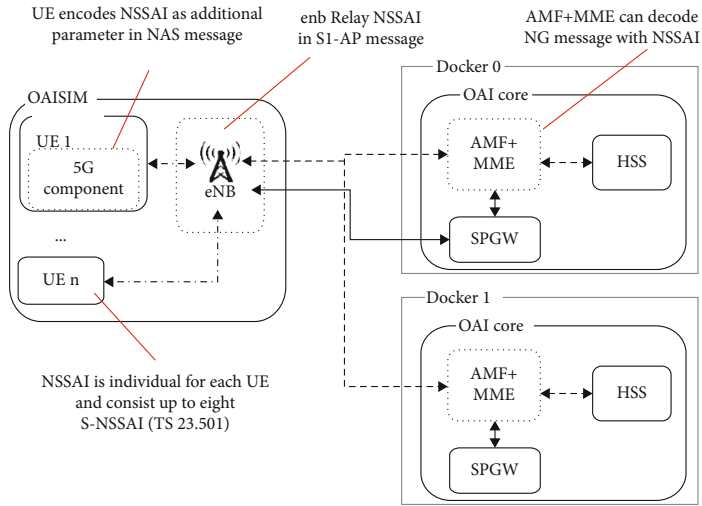 UE encodes NSSAI as additional
parameter in NAS message
enb Relay NSSAI
in S1-AP message
AMF+MME can decode
NG message with NSSAI
OAISIM
UE 1
5G
component
...
UE n
eNB
NSSAI is individual for each UE
and consist up to eight
S-NSSAI (TS 23.501)
Docker 0
OAI core
AMF+
MME
HSS
SPGW
Docker 1
OAI core
AMF+
MME
HSS
SPGW